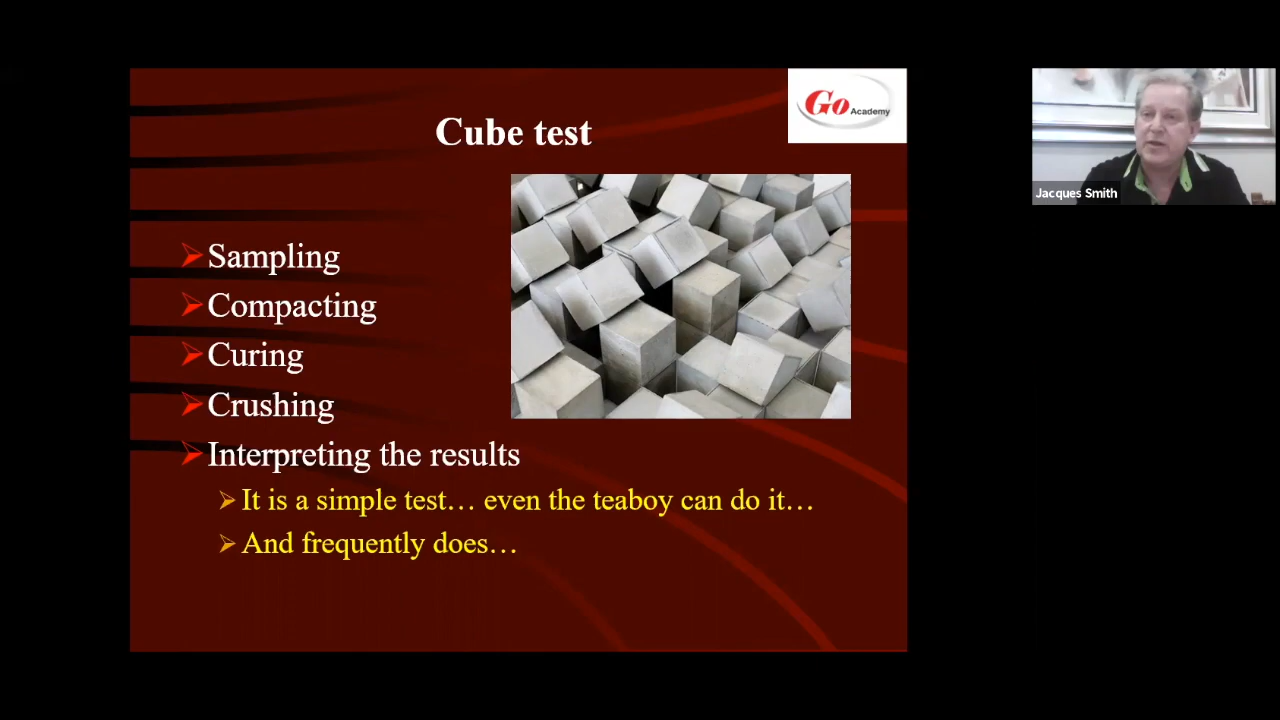 Go Academy
Cube test
Sampling
Compacting
Curing
Crushing
Interpreting the results
It is a simple test… even the teaboy can do it…
And frequently does…
Jacques Smith